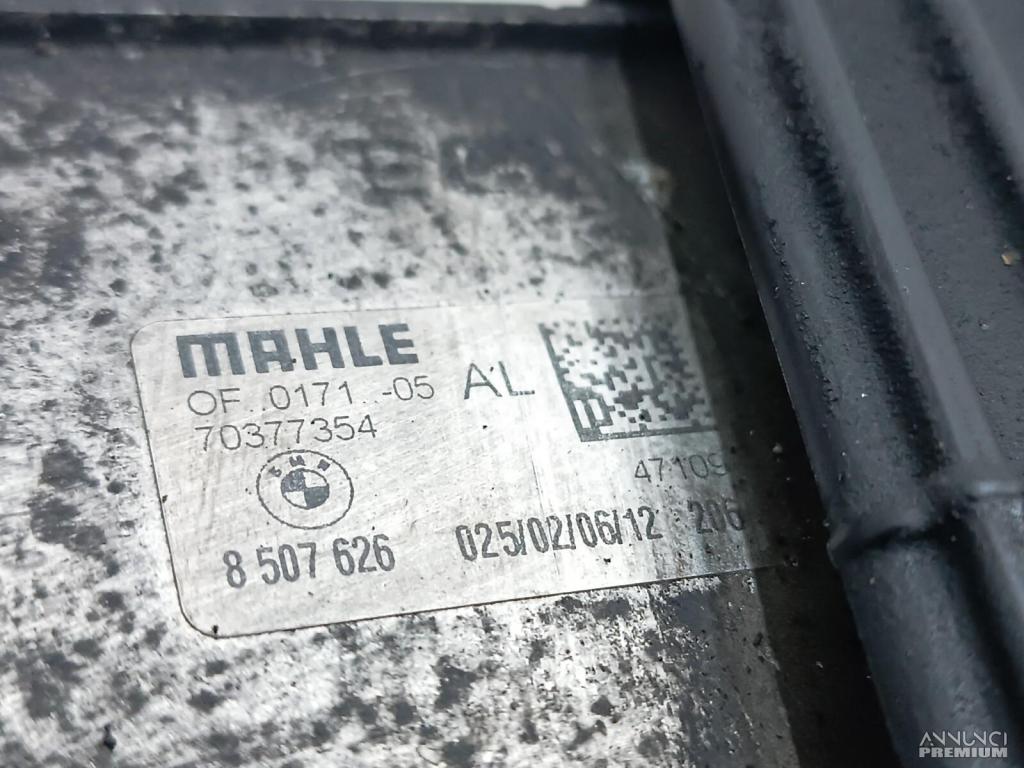 MAHLE
OF..0171..-05 AL
70377354
BMW
47109
8 507 626 025/02/06/12 206
ANNUNCI
PREMIUM